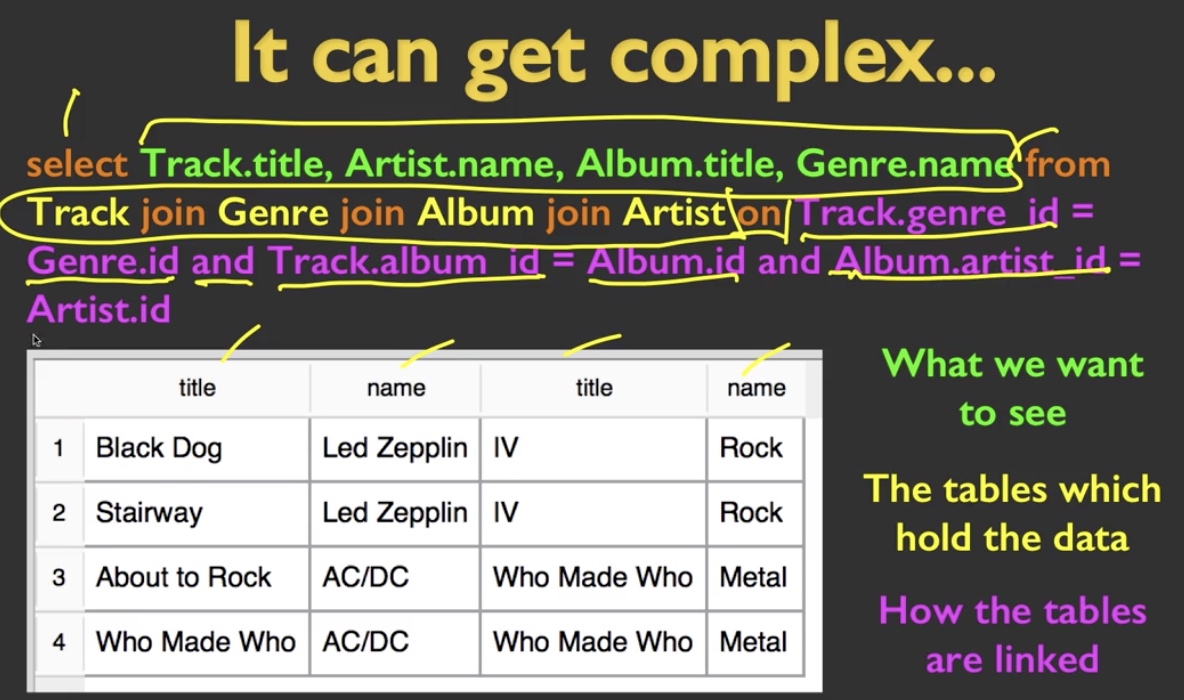 It can get complex...
select Track.title, Artist.name, Album.title, Genre.name from
Track join Genre join Album join Artist on Track.genre_id =
Genre.id and Track.album_id = Album.id and Album.artist_id =
Artist.id
title name title name
1 Black Dog Led Zepplin IV Rock
2 Stairway Led Zepplin IV Rock
3 About to Rock AC/DC Who Made Who Metal
4 Who Made Who AC/DC Who Made Who Metal
What we want
to see
The tables which
hold the data
How the tables
are linked